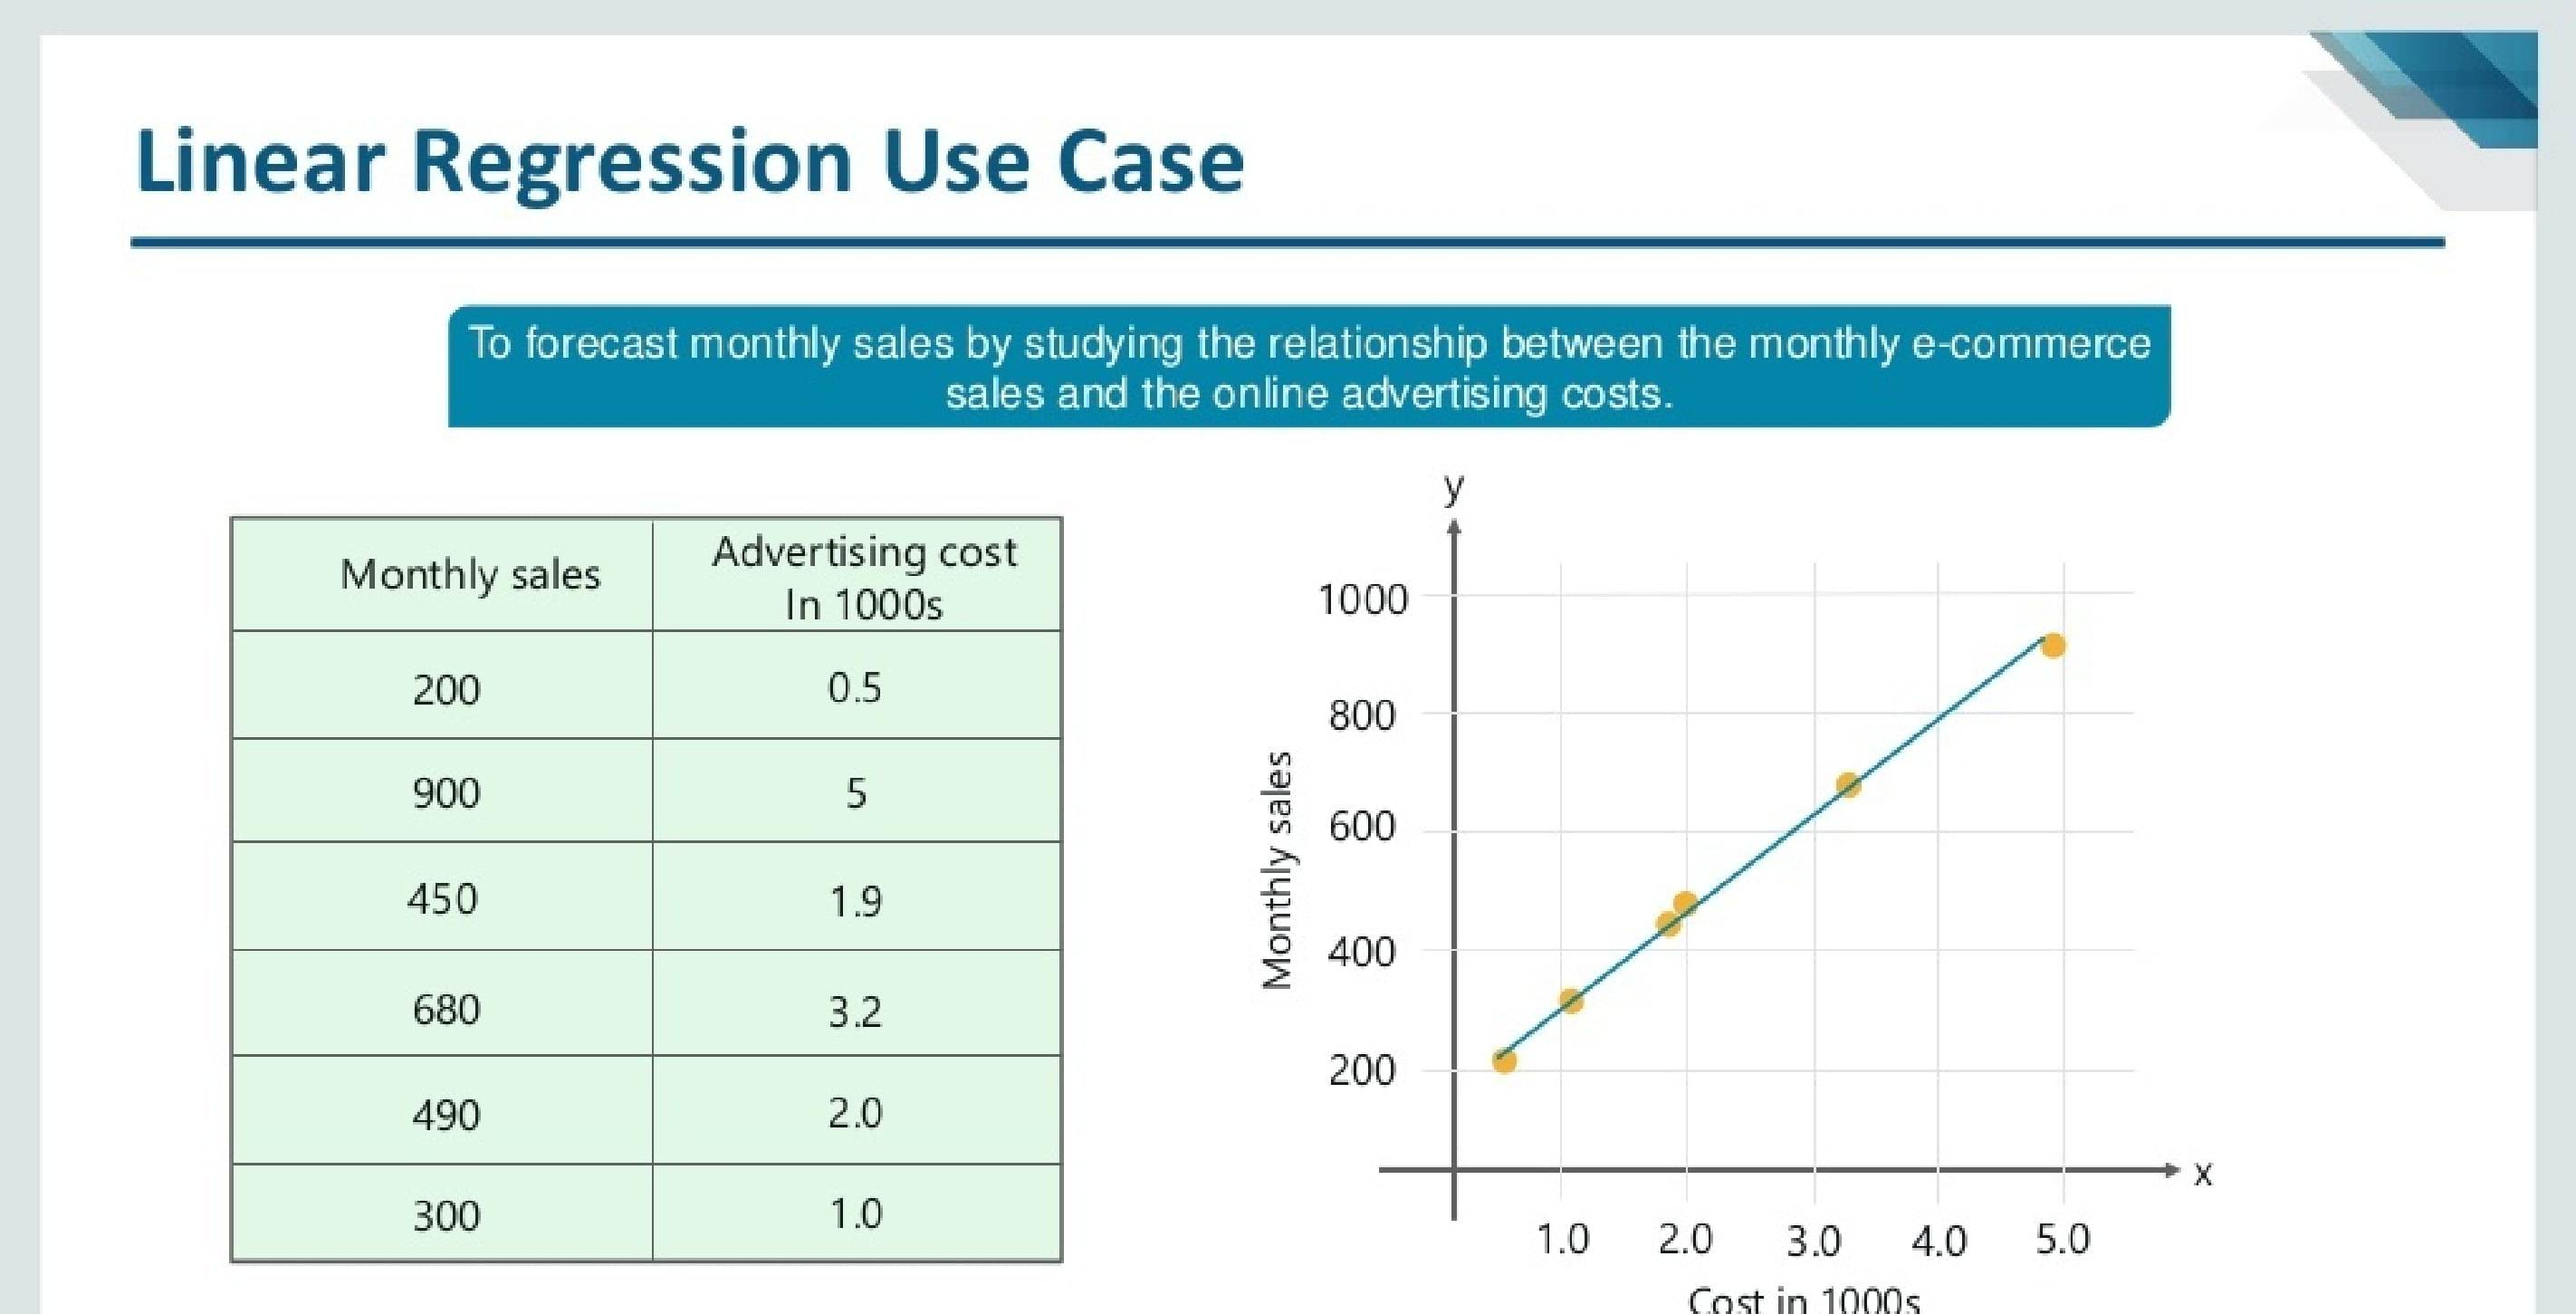 Linear Regression Use Case
To forecast monthly sales by studying the relationship between the monthly e-commerce
sales and the online advertising costs.
Monthly sales
Advertising cost
In 1000s
200 0.5
900 5
450 1.9
680 3.2
490 2.0
300 1.0
y
1000
800
600
400
200
Monthly sales
x
1.0 2.0 3.0 4.0 5.0
Cost in 1000s